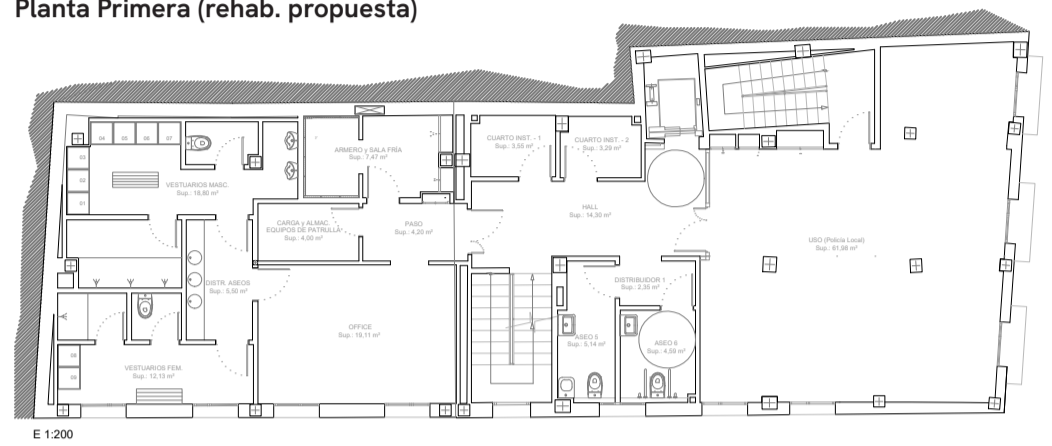 Planta Primera (rehab. propuesta)
04 05 06 07
03
02
01
VESTUARIOS MASC.
Sup.: 18,80 m²
ARMERO y SALA FRÍA
Sup.: 7,47 m²
CARGA y ALMAC.
EQUIPOS DE PATRULLA
Sup.: 4,00 m²
PASO
Sup.: 4,20 m²
CUARTO INST. - 1
Sup.: 3,55 m²
CUARTO INST. - 2
Sup.: 3,29 m²
HALL
Sup.: 14,30 m²
USO (Policía Local)
Sup.: 61,98 m²
DISTR. ASEOS
Sup.: 5,50 m²
OFFICE
Sup.: 19,11 m²
DISTRIBUIDOR 1
Sup.: 2,35 m²
ASEO 5
Sup.: 5,14 m²
ASEO 6
Sup.: 4,59 m²
VESTUARIOS FEM.
Sup.: 12,13 m²
08
09
E 1:200